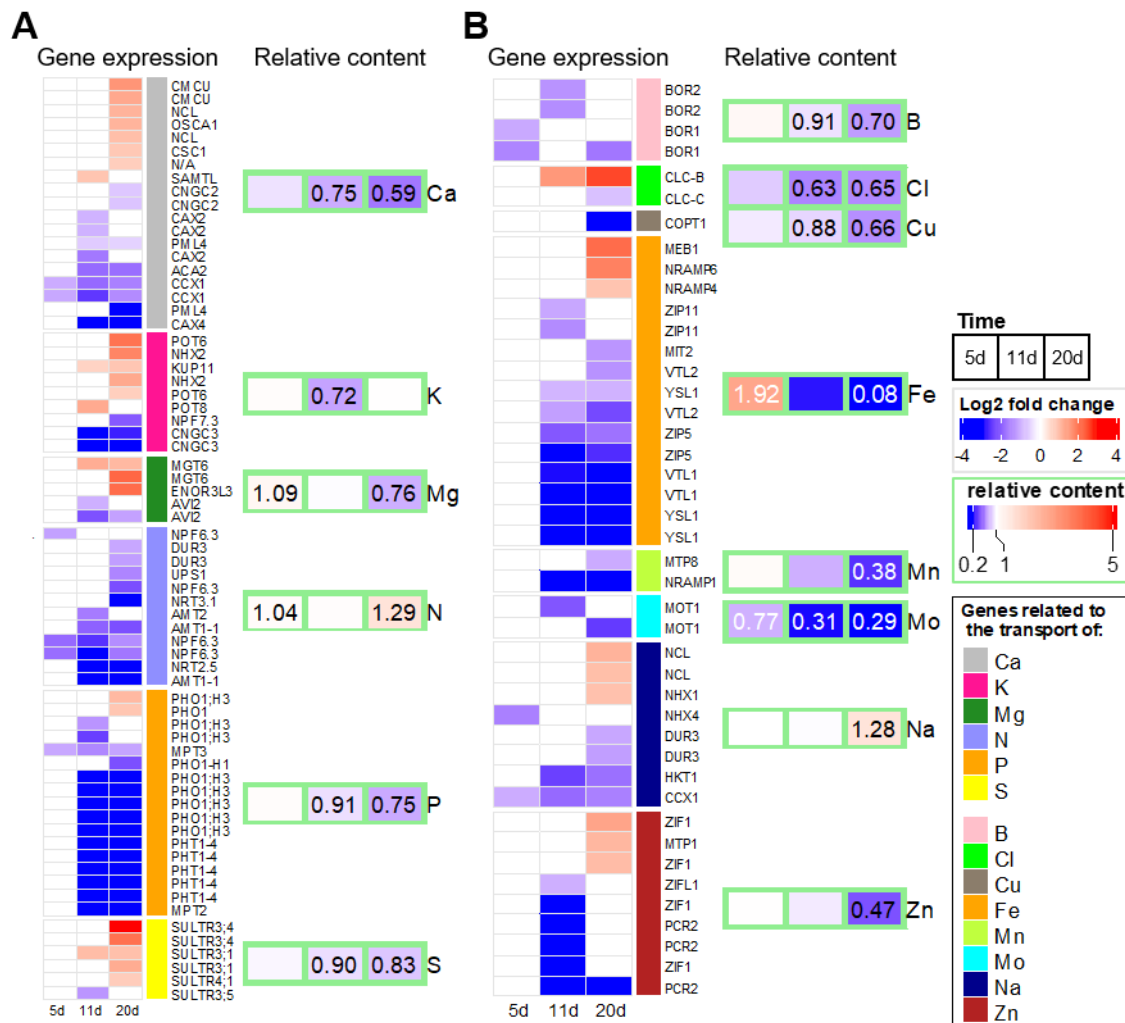 A
Gene expression
Relative content
CMCU
CMCU
NCL
OSCA1
NCL
CSC1
N/A
SAMTL
CNGC2
CNGC2
CAX2
CAX2
PML4
CAX2
ACA2
CCX1
CCX1
PML4
CAX4
0.75 0.59 Ca
POT6
NHX2
KUP11
NHX2
POT6
POT8
NPF7.3
CNGC3
CNGC3
0.72 K
MGT6
MGT6
ENOR3L3
AVI2
AVI2
1.09 0.76 Mg
NPF6.3
DUR3
DUR3
UPS1
NPF6.3
NRT3.1
AMT2
AMT1-1
NPF6.3
NPF6.3
NRT2.5
AMT1-1
1.04 1.29 N
PHO1;H3
PHO1
PHO1;H3
PHO1;H3
MPT3
PHO1-H1
PHO1;H3
PHO1;H3
PHO1;H3
PHO1;H3
PHO1;H3
PHT1-4
PHT1-4
PHT1-4
PHT1-4
PHT1-4
MPT2
0.91 0.75 P
SULTR3;4
SULTR3;4
SULTR3;1
SULTR3;1
SULTR4;1
SULTR3;5
0.90 0.83 S
5d 11d 20d
B
Gene expression
Relative content
BOR2
BOR2
BOR1
BOR1
0.91 0.70 B
CLC-B
CLC-C
0.63 0.65 Cl
COPT1
0.88 0.66 Cu
MEB1
NRAMP6
NRAMP4
ZIP11
ZIP11
MIT2
VTL2
YSL1
VTL2
ZIP5
ZIP5
VTL1
VTL1
YSL1
YSL1
1.92 0.08 Fe
MTP8
NRAMP1
0.38 Mn
MOT1
MOT1
0.77 0.31 0.29 Mo
NCL
NCL
NHX1
NHX4
DUR3
DUR3
HKT1
CCX1
1.28 Na
ZIF1
MTP1
ZIF1
ZIFL1
ZIF1
PCR2
PCR2
ZIF1
PCR2
0.47 Zn
5d 11d 20d
Time
5d 11d 20d
Log2 fold change
-4 -2 0 2 4
relative content
0.2 1 5
Genes related to
the transport of:
Ca
K
Mg
N
P
S
B
Cl
Cu
Fe
Mn
Mo
Na
Zn